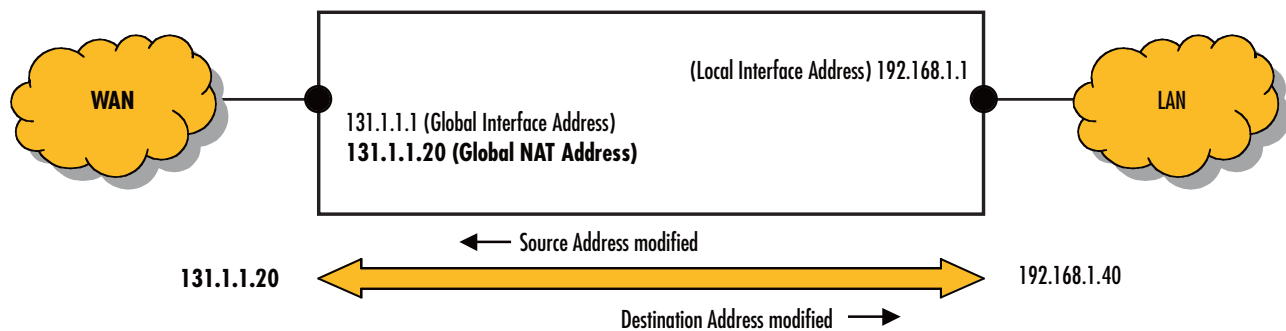 WAN
(Local Interface Address) 192.168.1.1
LAN
131.1.1.1 (Global Interface Address)
131.1.1.20 (Global NAT Address)
Source Address modified
131.1.1.20
192.168.1.40
Destination Address modified